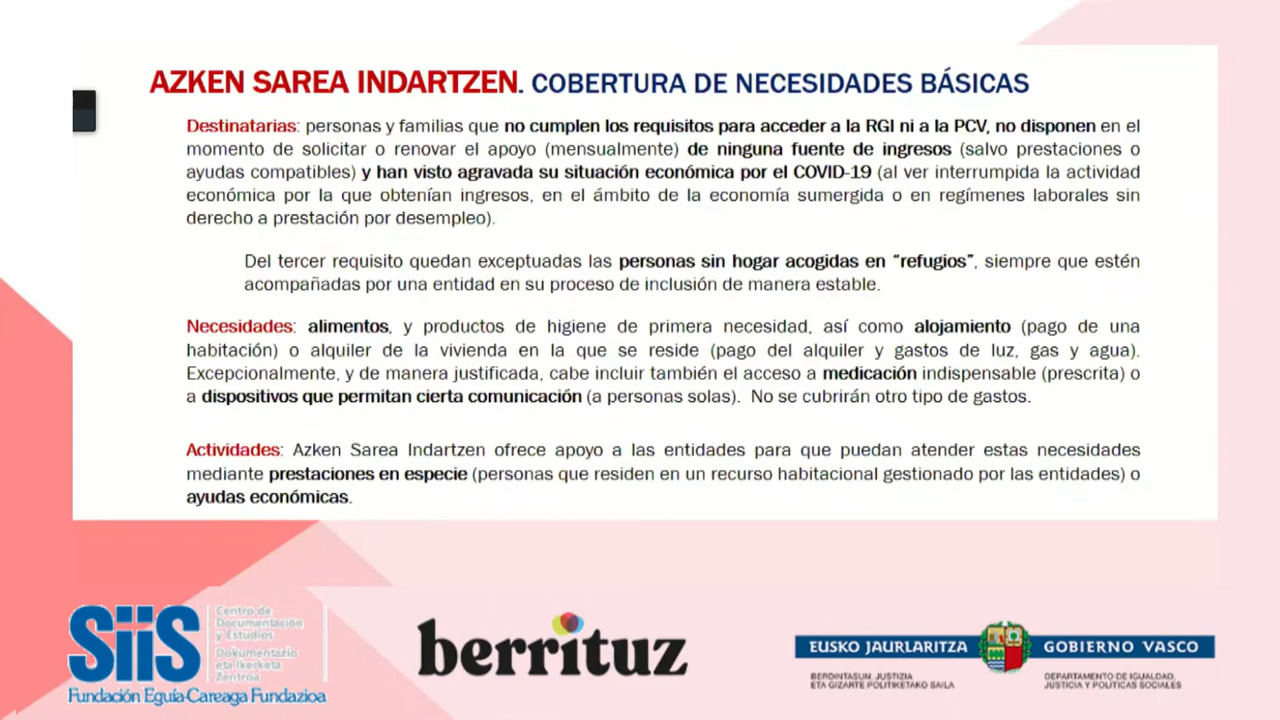 AZKEN SAREA INDARTZEN. COBERTURA DE NECESIDADES BÁSICAS
Destinatarias: personas y familias que no cumplen los requisitos para acceder a la RGI ni a la PCV, no disponen en el
momento de solicitar o renovar el apoyo (mensualmente) de ninguna fuente de ingresos (salvo prestaciones o
ayudas compatibles) y han visto agravada su situación económica por el COVID-19 (al ver interrumpida la actividad
económica por la que obtenían ingresos, en el ámbito de la economía sumergida o en regímenes laborales sin
derecho a prestación por desempleo).
Del tercer requisito quedan exceptuadas las personas sin hogar acogidas en “refugios”, siempre que estén
acompañadas por una entidad en su proceso de inclusión de manera estable.
Necesidades: alimentos, y productos de higiene de primera necesidad, así como alojamiento (pago de una
habitación) o alquiler de la vivienda en la que se reside (pago del alquiler y gastos de luz, gas y agua).
Excepcionalmente, y de manera justificada, cabe incluir también el acceso a medicación indispensable (prescrita) o
a dispositivos que permitan cierta comunicación (a personas solas). No se cubrirán otro tipo de gastos.
Actividades: Azken Sarea Indartzen ofrece apoyo a las entidades para que puedan atender estas necesidades
mediante prestaciones en especie (personas que residen en un recurso habitacional gestionado por las entidades) o
ayudas económicas.
SiiS
Centro de
Documentación
y Estudios
Dokumentazio
eta Ikerketa
Zentroa
Fundación Eguía-Careaga Fundazioa
berrituz
EUSKO JAURLARITZA
GOBIERNO VASCO
BERDINTASUN, JUSTIZIA
ETA GIZARTE POLITIKETAKO SAILA
DEPARTAMENTO DE IGUALDAD,
JUSTICIA Y POLÍTICAS SOCIALES